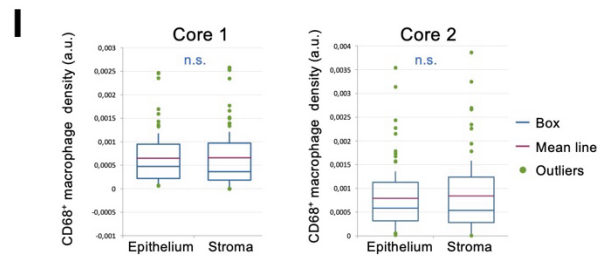 I
Core 1
CD68⁺ macrophage density (a.u.)
n.s.
0,003
0,0025
0,002
0,0015
0,001
0,0005
0
-0,0005
-0,001
Epithelium Stroma
Core 2
CD68⁺ macrophage density (a.u.)
n.s.
0,004
0,0035
0,003
0,0025
0,002
0,0015
0,001
0,0005
0
Epithelium Stroma
Box
Mean line
Outliers